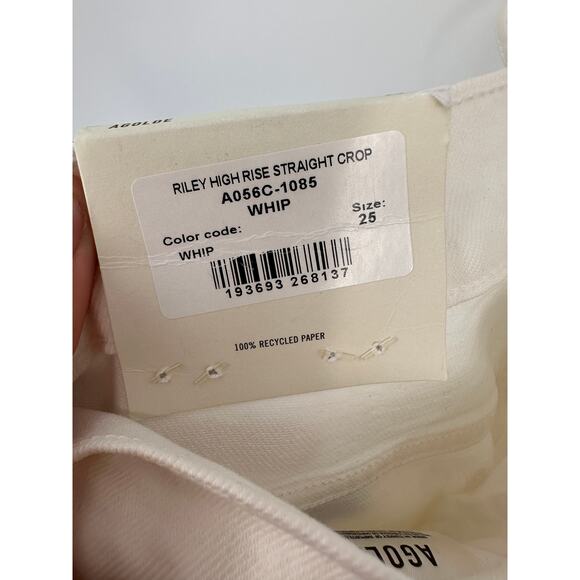 AGOLDE
RILEY HIGH RISE STRAIGHT CROP
A056C-1085
WHIP
Color code:
Size:
WHIP
25
193693 268137
100% RECYCLED PAPER
AGOL